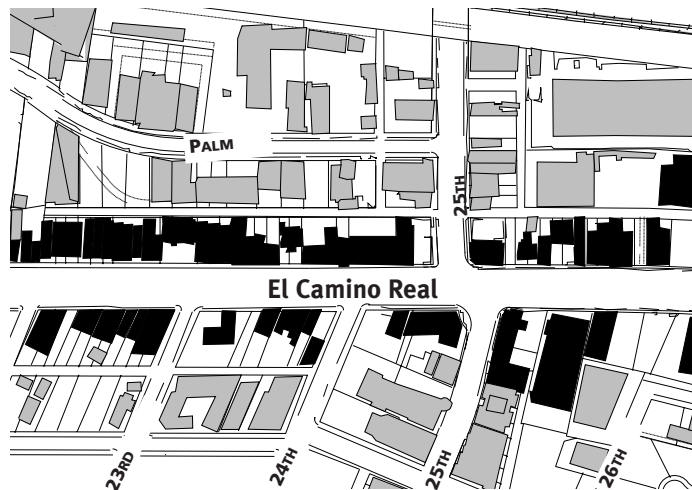 PALM
25TH
El Camino Real
23RD
24TH
25TH
26TH